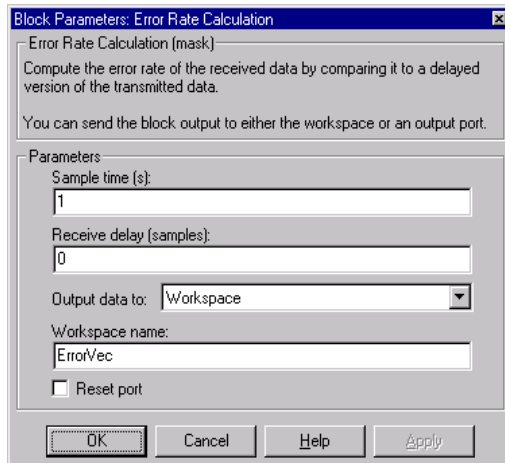 Block Parameters: Error Rate Calculation
Error Rate Calculation (mask)
Compute the error rate of the received data by comparing it to a delayed
version of the transmitted data.
You can send the block output to either the workspace or an output port.
Parameters
Sample time (s):
1
Receive delay (samples):
0
Output data to: Workspace
Workspace name:
ErrorVec
Reset port
OK Cancel Help Apply